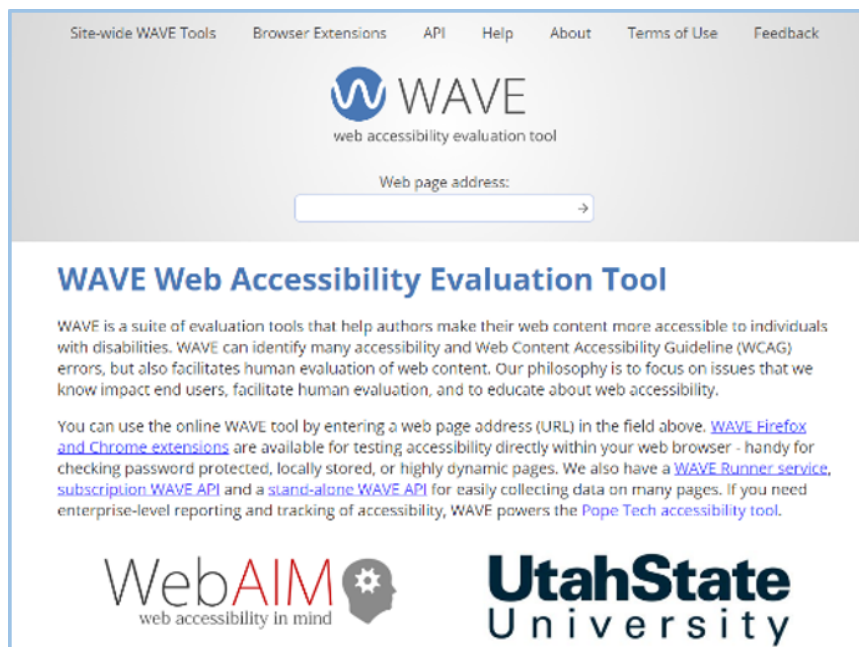 Site-wide WAVE Tools Browser Extensions API Help About Terms of Use Feedback
WAVE
web accessibility evaluation tool
Web page address:
WAVE Web Accessibility Evaluation Tool
WAVE is a suite of evaluation tools that help authors make their web content more accessible to individuals
with disabilities. WAVE can identify many accessibility and Web Content Accessibility Guideline (WCAG)
errors, but also facilitates human evaluation of web content. Our philosophy is to focus on issues that we
know impact end users, facilitate human evaluation, and to educate about web accessibility.
You can use the online WAVE tool by entering a web page address (URL) in the field above. WAVE Firefox
and Chrome extensions are available for testing accessibility directly within your web browser - handy for
checking password protected, locally stored, or highly dynamic pages. We also have a WAVE Runner service,
subscription WAVE API and a stand-alone WAVE API for easily collecting data on many pages. If you need
enterprise-level reporting and tracking of accessibility, WAVE powers the Pope Tech accessibility tool.
WebAIM
web accessibility in mind
UtahState
University